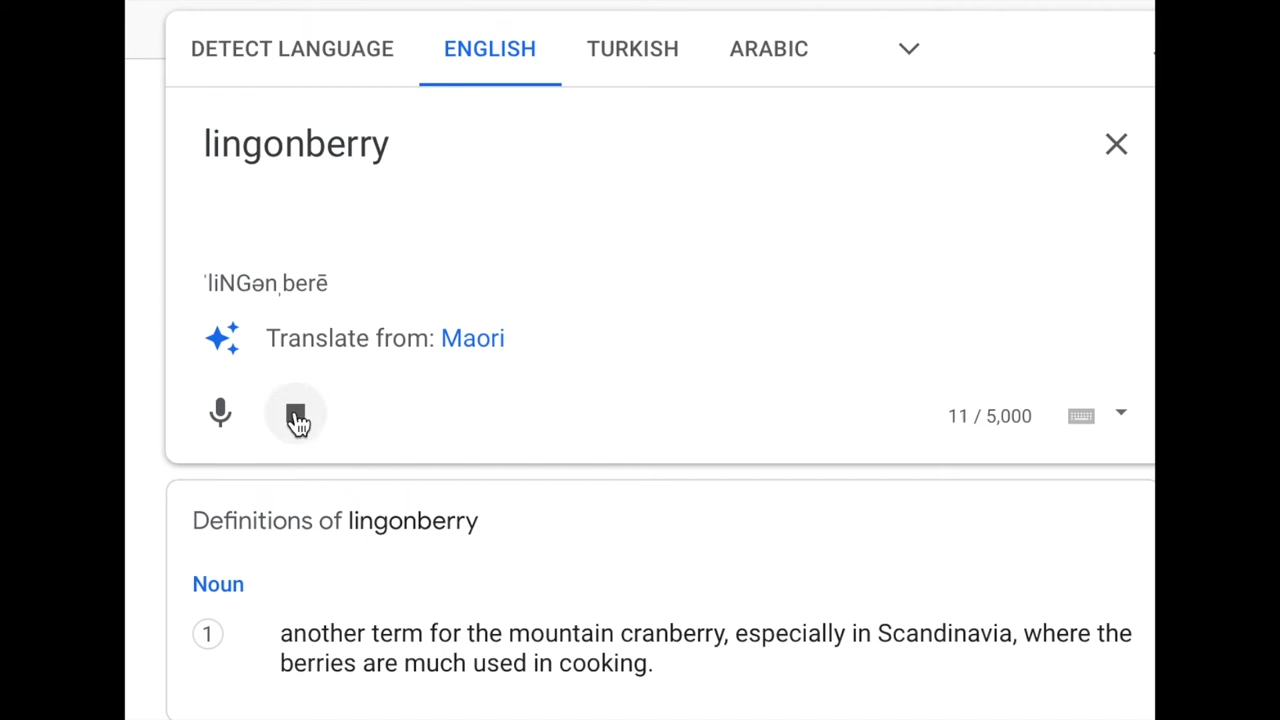 DETECT LANGUAGE ENGLISH TURKISH ARABIC
lingonberry
ˈliNGənˌberē
Translate from: Maori
11 / 5,000
Definitions of lingonberry
Noun
1 another term for the mountain cranberry, especially in Scandinavia, where the
berries are much used in cooking.